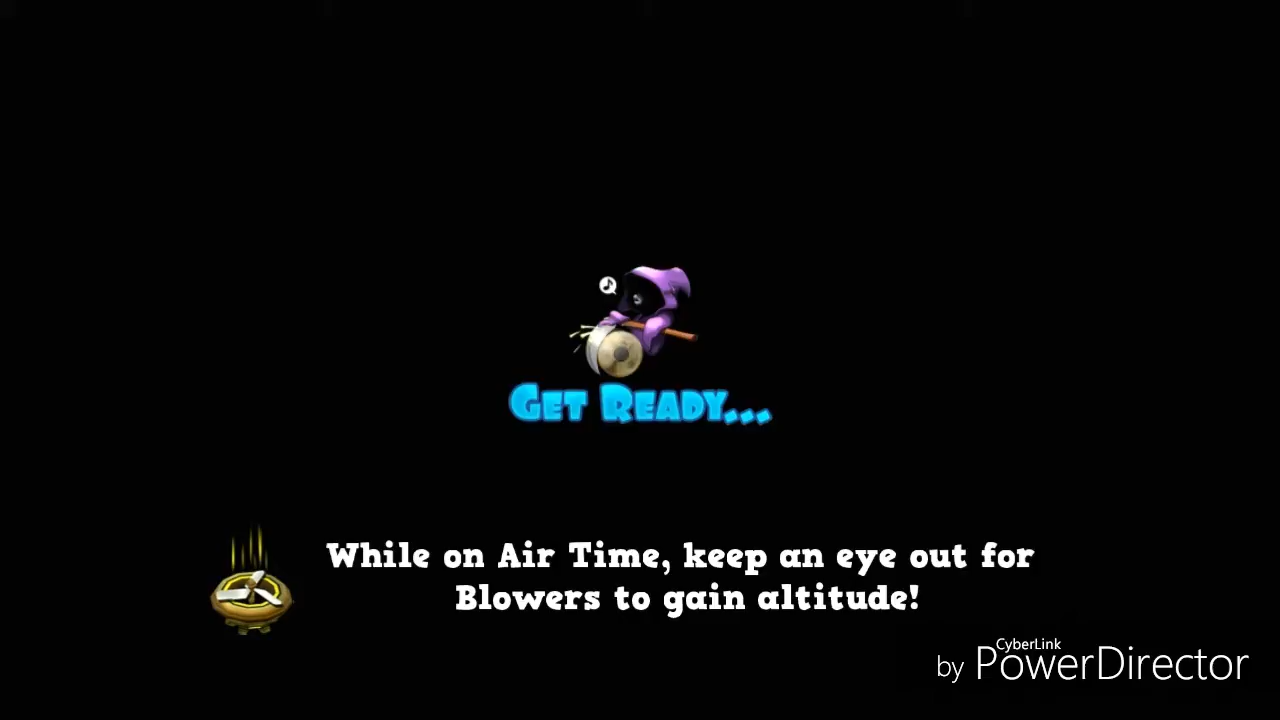 Get Ready...
While on Air Time, keep an eye out for
Blowers to gain altitude!
CyberLink
by PowerDirector